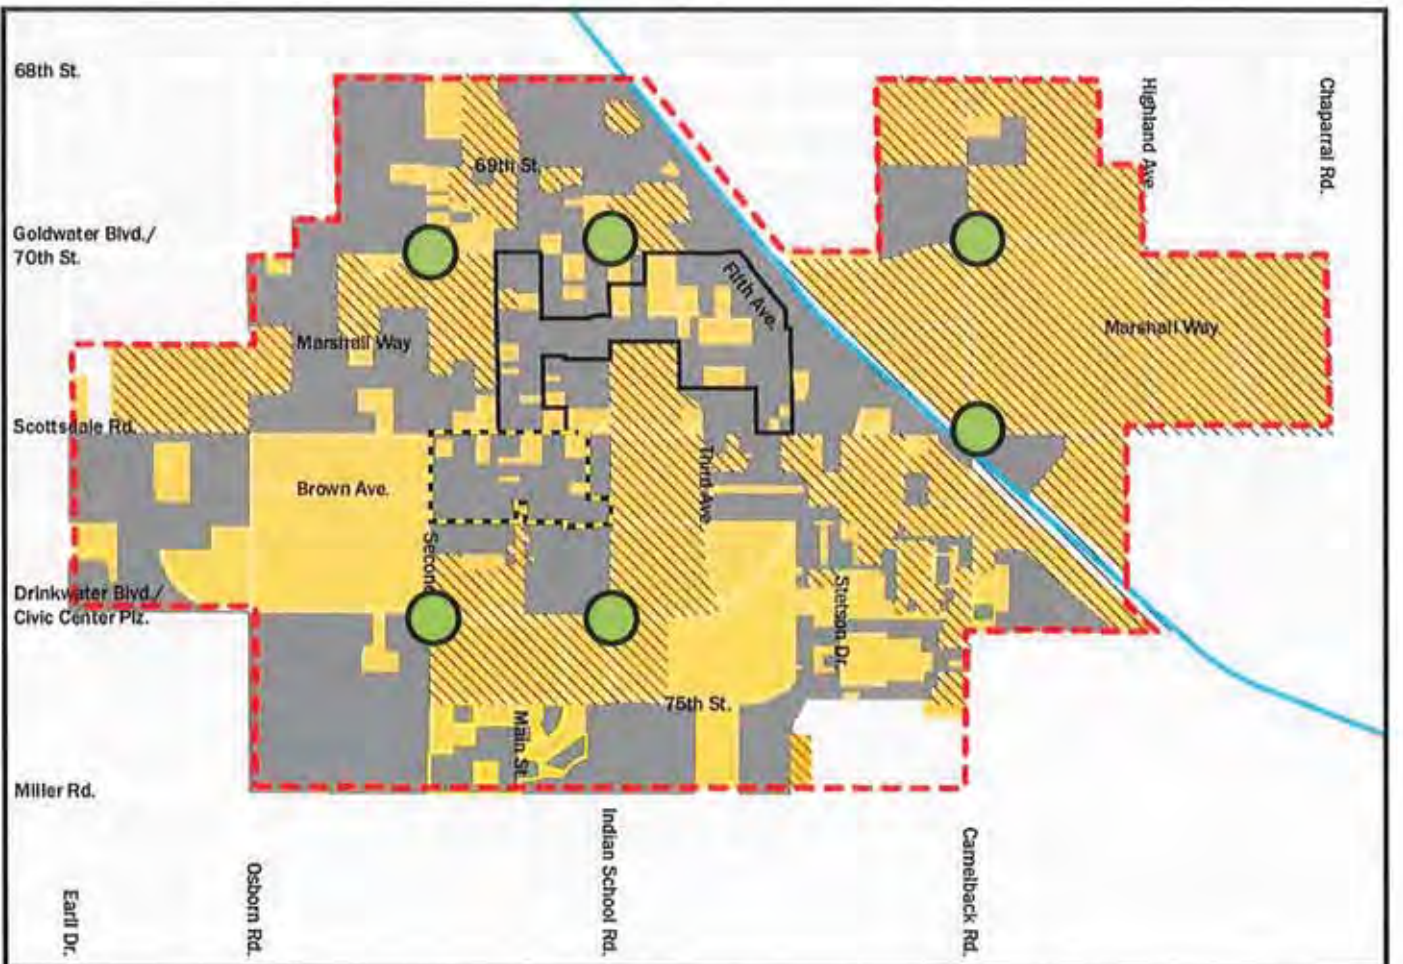 68th St.
Highland Ave.
Chaparral Rd.
69th St.
Goldwater Blvd./
70th St.
Fifth Ave.
Marshall Way
Marshall Way
Scottsdale Rd.
Brown Ave.
Third Ave.
Second
Drinkwater Blvd./
Civic Center Plz.
Stetson Dr.
75th St.
Main St.
Miller Rd.
Earll Dr.
Osborn Rd.
Indian School Rd.
Camelback Rd.